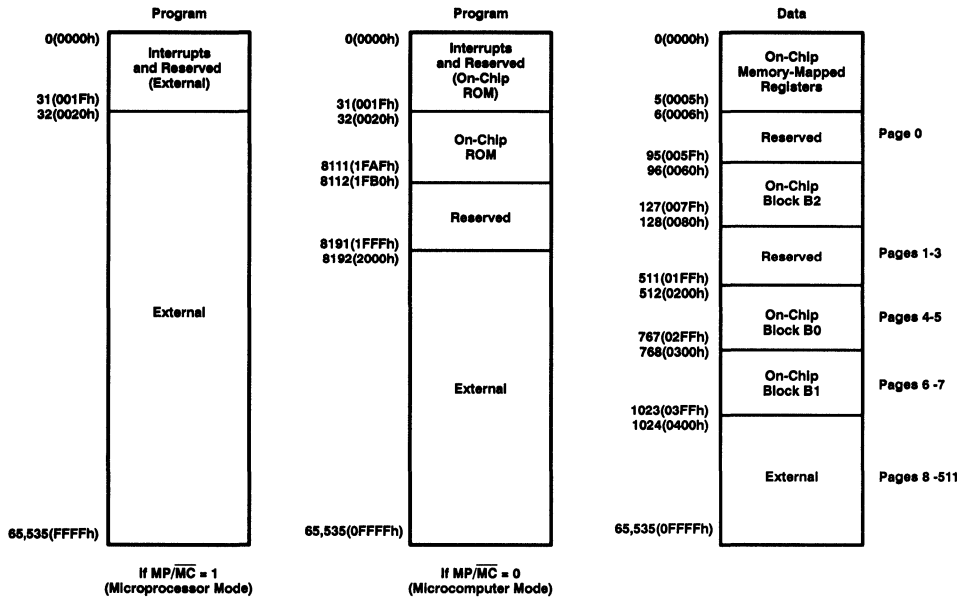 Program
0(0000h)
Interrupts
and Reserved
(External)
31(001Fh)
32(0020h)
External
65,535(FFFFh)
If MP/MC = 1
(Microprocessor Mode)
Program
0(0000h)
Interrupts
and Reserved
(On-Chip
ROM)
31(001Fh)
32(0020h)
On-Chip
ROM
8111(1FAFh)
8112(1FB0h)
Reserved
8191(1FFFh)
8192(2000h)
External
65,535(0FFFFh)
If MP/MC = 0
(Microcomputer Mode)
Data
0(0000h)
On-Chip
Memory-Mapped
Registers
5(0005h)
6(0006h)
Reserved
Page 0
95(005Fh)
96(0060h)
On-Chip
Block B2
127(007Fh)
128(0080h)
Reserved
Pages 1-3
511(01FFh)
512(0200h)
On-Chip
Block B0
Pages 4-5
767(02FFh)
768(0300h)
On-Chip
Block B1
Pages 6 -7
1023(03FFh)
1024(0400h)
External
Pages 8 -511
65,535(0FFFFh)